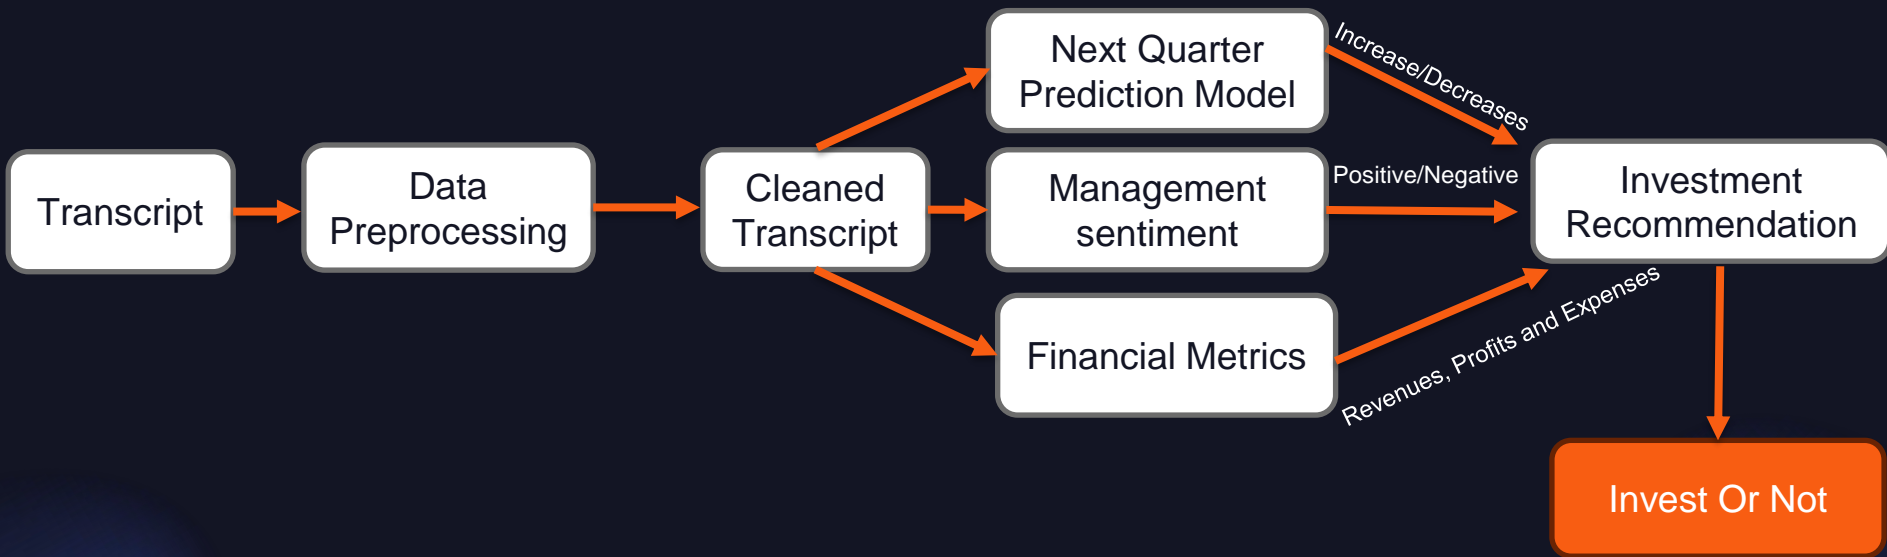 Transcript
Data
Preprocessing
Cleaned
Transcript
Next Quarter
Prediction Model
Management
sentiment
Financial Metrics
Increase/Decreases
Positive/Negative
Revenues, Profits and Expenses
Investment
Recommendation
Invest Or Not